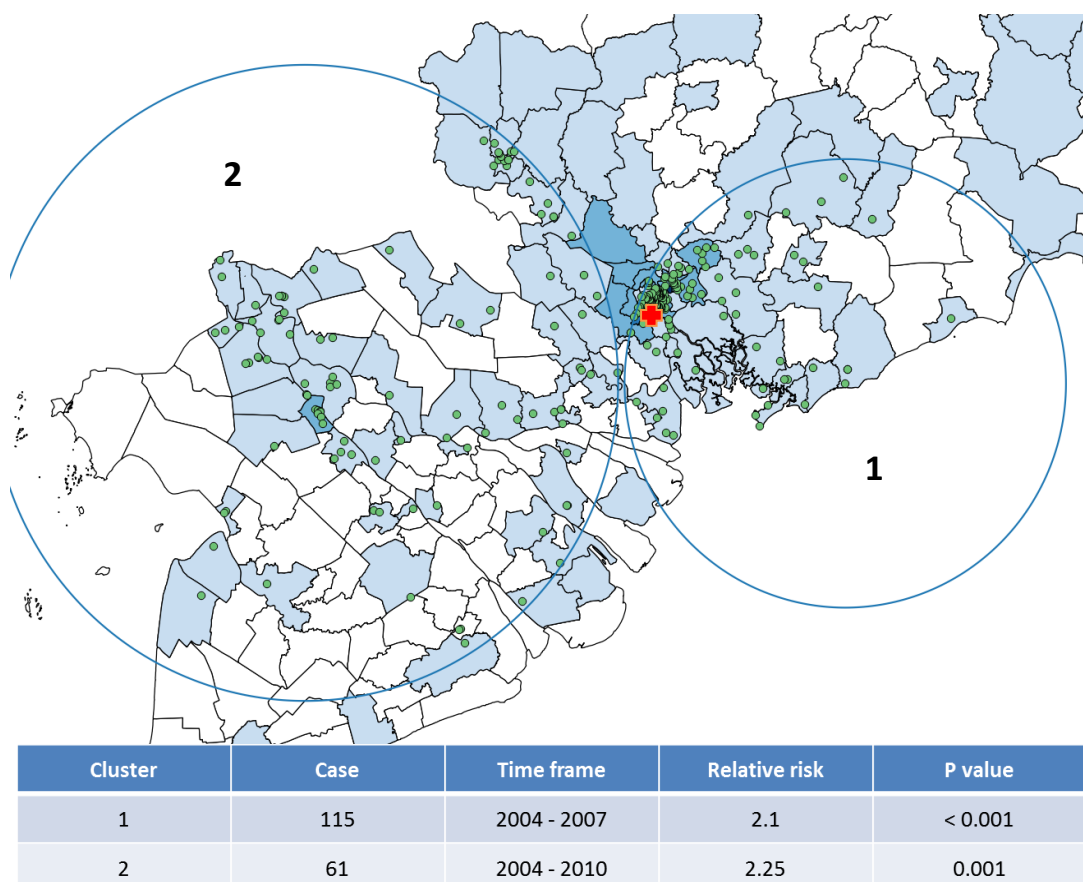 2
1
Cluster Case Time frame Relative risk P value
1 115 2004 - 2007 2.1 < 0.001
2 61 2004 - 2010 2.25 0.001